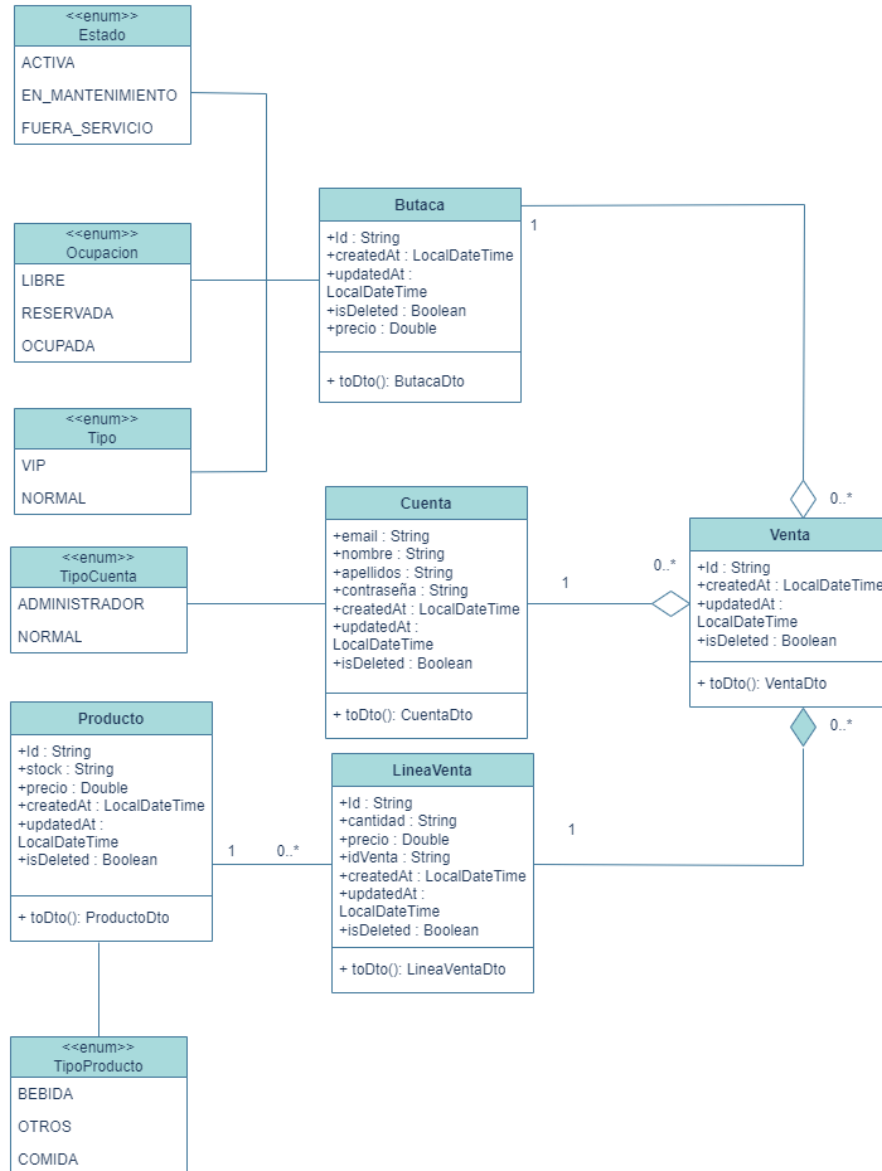 <<enum>>
Estado
ACTIVA
EN_MANTENIMIENTO
FUERA_SERVICIO
<<enum>>
Ocupacion
LIBRE
RESERVADA
OCUPADA
<<enum>>
Tipo
VIP
NORMAL
Butaca
+Id : String
+createdAt : LocalDateTime
+updatedAt :
LocalDateTime
+isDeleted : Boolean
+precio : Double
+ toDto(): ButacaDto
1
0..*
<<enum>>
TipoCuenta
ADMINISTRADOR
NORMAL
Cuenta
+email : String
+nombre : String
+apellidos : String
+contraseña : String
+createdAt : LocalDateTime
+updatedAt :
LocalDateTime
+isDeleted : Boolean
+ toDto(): CuentaDto
1
0..*
Venta
+Id : String
+createdAt : LocalDateTime
+updatedAt :
LocalDateTime
+isDeleted : Boolean
+ toDto(): VentaDto
0..*
Producto
+Id : String
+stock : String
+precio : Double
+createdAt : LocalDateTime
+updatedAt :
LocalDateTime
+isDeleted : Boolean
+ toDto(): ProductoDto
1
0..*
LineaVenta
+Id : String
+cantidad : String
+precio : Double
+idVenta : String
+createdAt : LocalDateTime
+updatedAt :
LocalDateTime
+isDeleted : Boolean
+ toDto(): LineaVentaDto
1
<<enum>>
TipoProducto
BEBIDA
OTROS
COMIDA